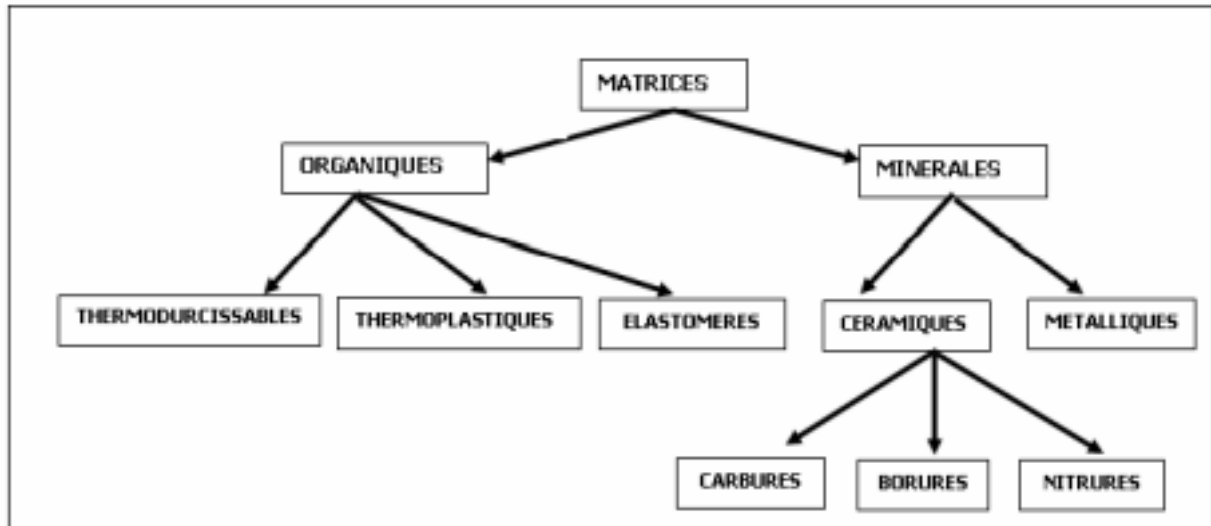 MATRICES
ORGANIQUES
MINERALES
THERMODURCISSABLES
THERMOPLASTIQUES
ELASTOMERES
CERAMIQUES
METALLIQUES
CARBURES
BORURES
NITRURES